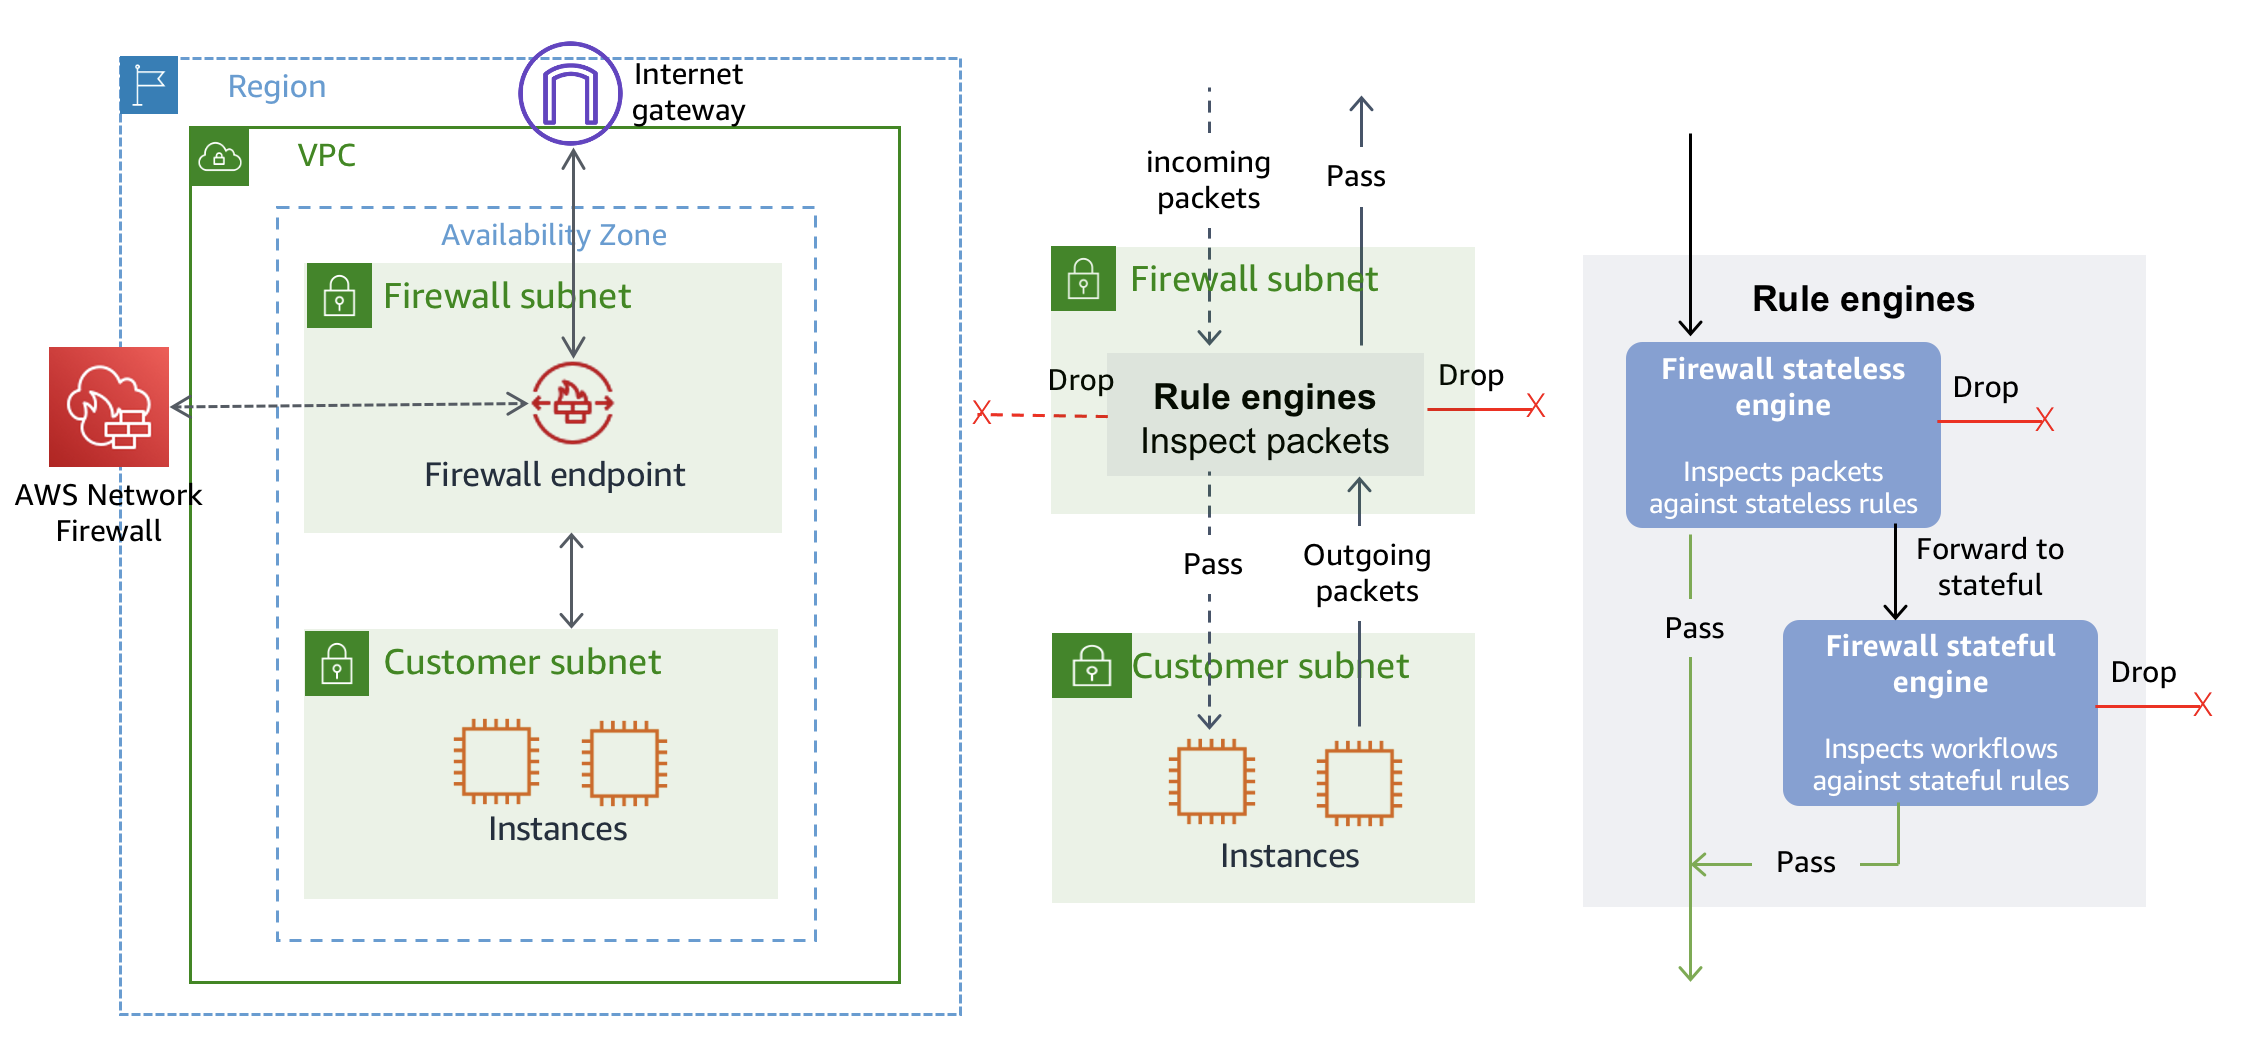 Region
Internet
gateway
VPC
Availability Zone
Firewall subnet
Firewall endpoint
AWS Network
Firewall
Customer subnet
Instances
incoming
packets
Pass
Firewall subnet
Drop
Rule engines
Inspect packets
Drop
Pass
Outgoing
packets
Customer subnet
Instances
Rule engines
Firewall stateless
engine
Inspects packets
against stateless rules
Drop
Forward to
stateful
Pass
Firewall stateful
engine
Inspects workflows
against stateful rules
Drop
Pass